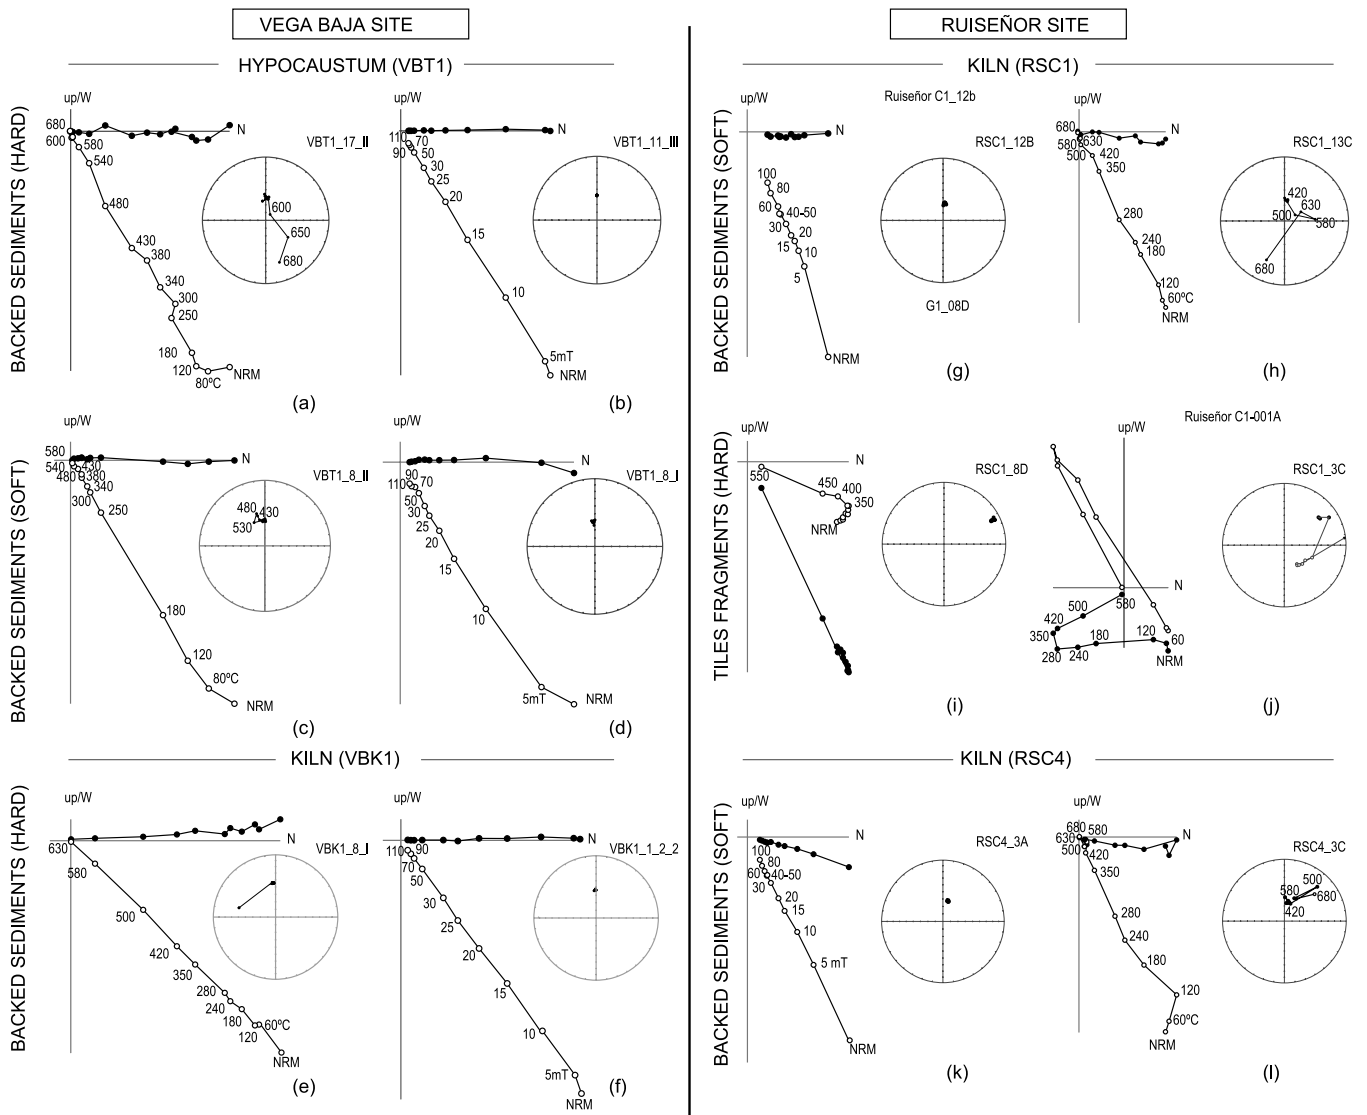 VEGA BAJA SITE
RUISEÑOR SITE
HYPOCAUSTUM (VBT1)
KILN (RSC1)
BACKED SEDIMENTS (HARD)
up/W
N
680
600
580
540
480
430
380
340
300
250
180
120
80ºC
NRM
VBT1_17_II
600
650
680
(a)
up/W
N
110
90
70
50
30
25
20
15
10
5mT
NRM
VBT1_11_III
(b)
BACKED SEDIMENTS (SOFT)
up/W
Ruiseñor C1_12b
100
80
60
40-50
30
20
15
10
5
NRM
RSC1_12B
G1_08D
(g)
up/W
N
680
630
580
500
420
350
280
240
180
120
60ºC
NRM
RSC1_13C
420
630
500
580
680
(h)
BACKED SEDIMENTS (SOFT)
up/W
N
580
540
480
430
380
340
300
250
180
120
80ºC
NRM
VBT1_8_II
480
430
530
(c)
up/W
N
90
110
70
50
30
25
20
15
10
5mT
NRM
VBT1_8_I
(d)
TILES FRAGMENTS (HARD)
up/W
N
550
450
400
350
NRM
RSC1_8D
(i)
Ruiseñor C1-001A
up/W
N
580
500
420
350
280
240
180
120
60
NRM
RSC1_3C
(j)
KILN (VBK1)
KILN (RSC4)
BACKED SEDIMENTS (HARD)
up/W
N
630
580
500
420
350
280
240
180
120
60ºC
NRM
VBK1_8_I
(e)
up/W
N
110
90
70
50
30
25
20
15
10
5mT
NRM
VBK1_1_2_2
(f)
BACKED SEDIMENTS (SOFT)
up/W
N
100
80
60
40-50
30
20
15
10
5 mT
NRM
RSC4_3A
(k)
up/W
N
680
630
580
500
420
350
280
240
180
120
60ºC
NRM
RSC4_3C
500
580
680
420
(l)